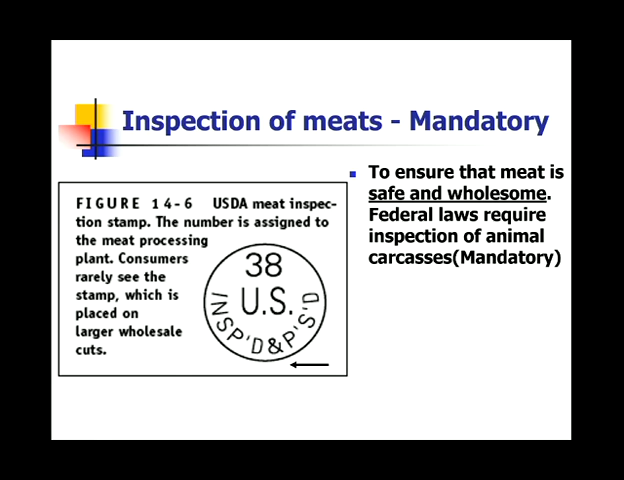 Inspection of meats - Mandatory
To ensure that meat is
safe and wholesome.
Federal laws require
inspection of animal
carcasses(Mandatory)
FIGURE 14-6 USDA meat inspec-
tion stamp. The number is assigned to
the meat processing
plant. Consumers
rarely see the
stamp, which is
placed on
larger wholesale
cuts.
38
U.S.
INSP'D & P'S'D